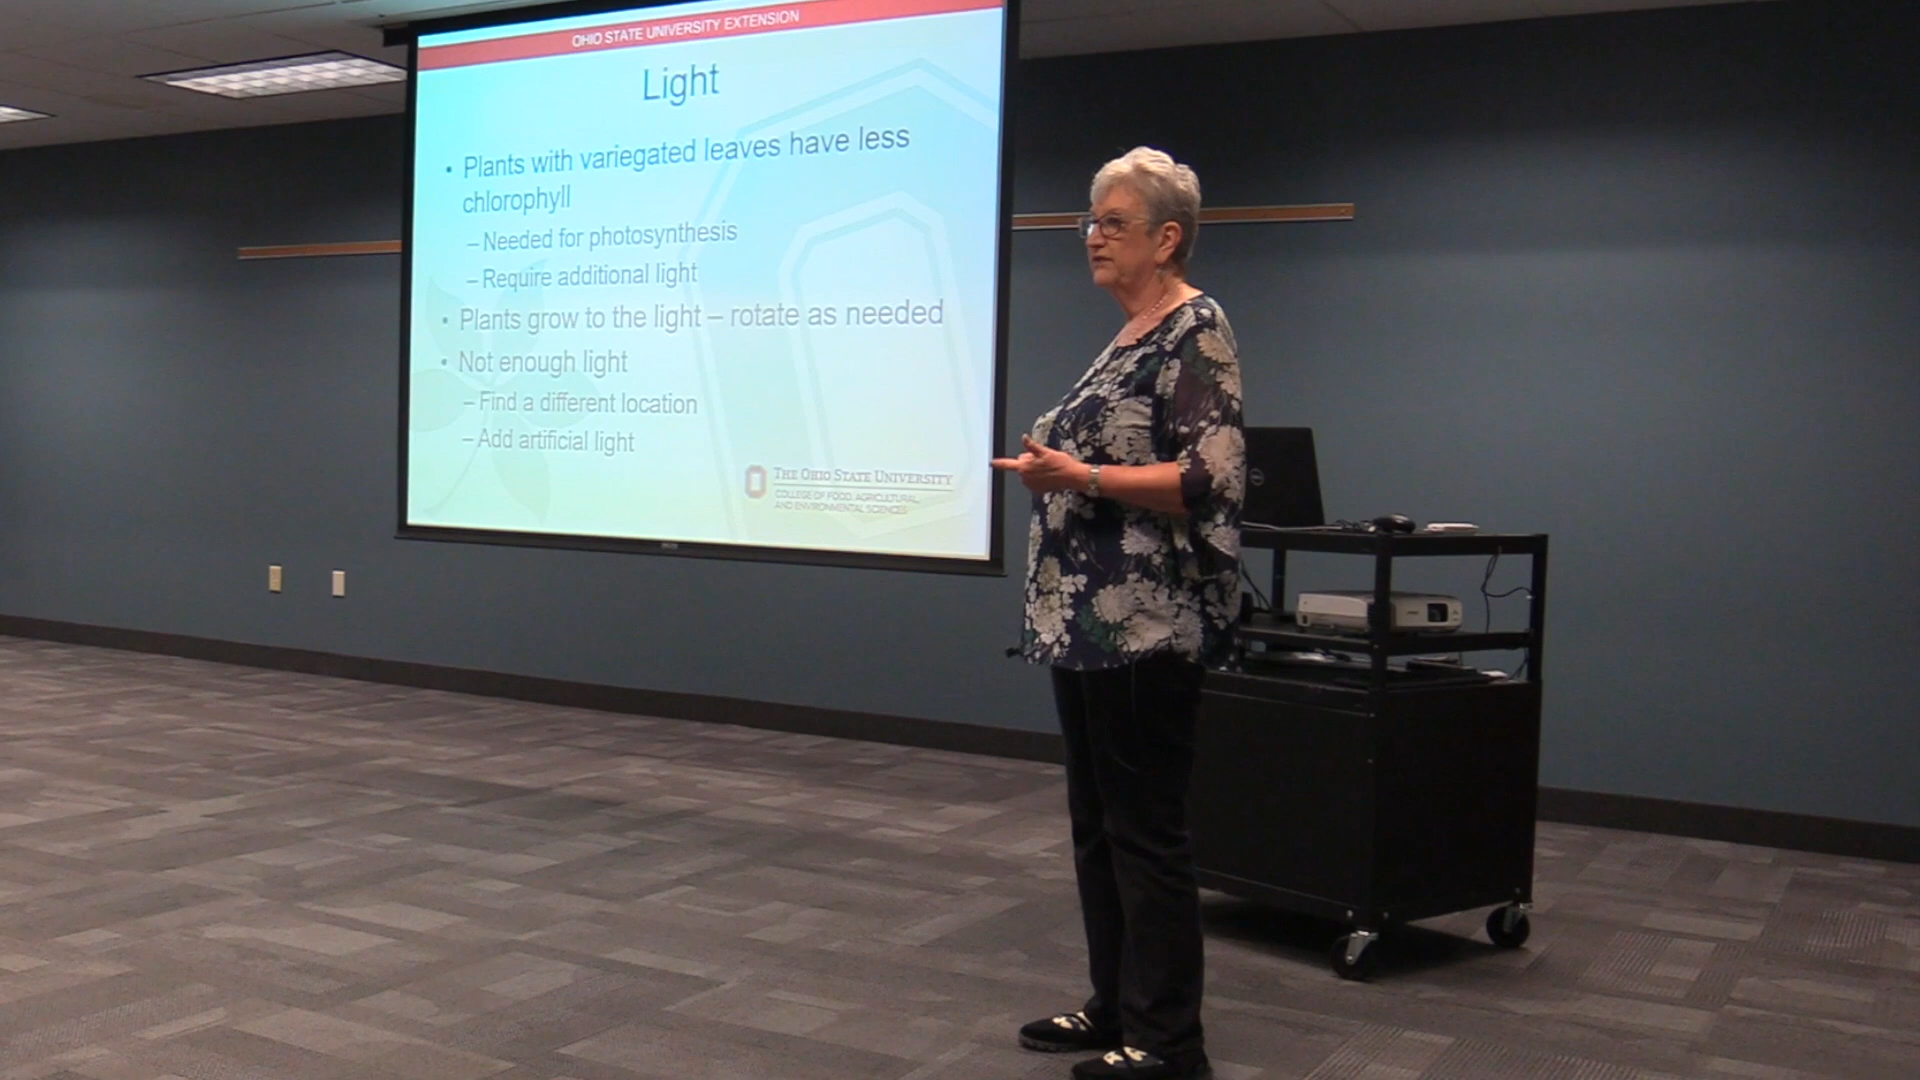 OHIO STATE UNIVERSITY EXTENSION
Light
• Plants with variegated leaves have less
chlorophyll
– Needed for photosynthesis
– Require additional light
• Plants grow to the light – rotate as needed
• Not enough light
– Find a different location
– Add artificial light
THE OHIO STATE UNIVERSITY
COLLEGE OF FOOD, AGRICULTURAL,
AND ENVIRONMENTAL SCIENCES
DELL